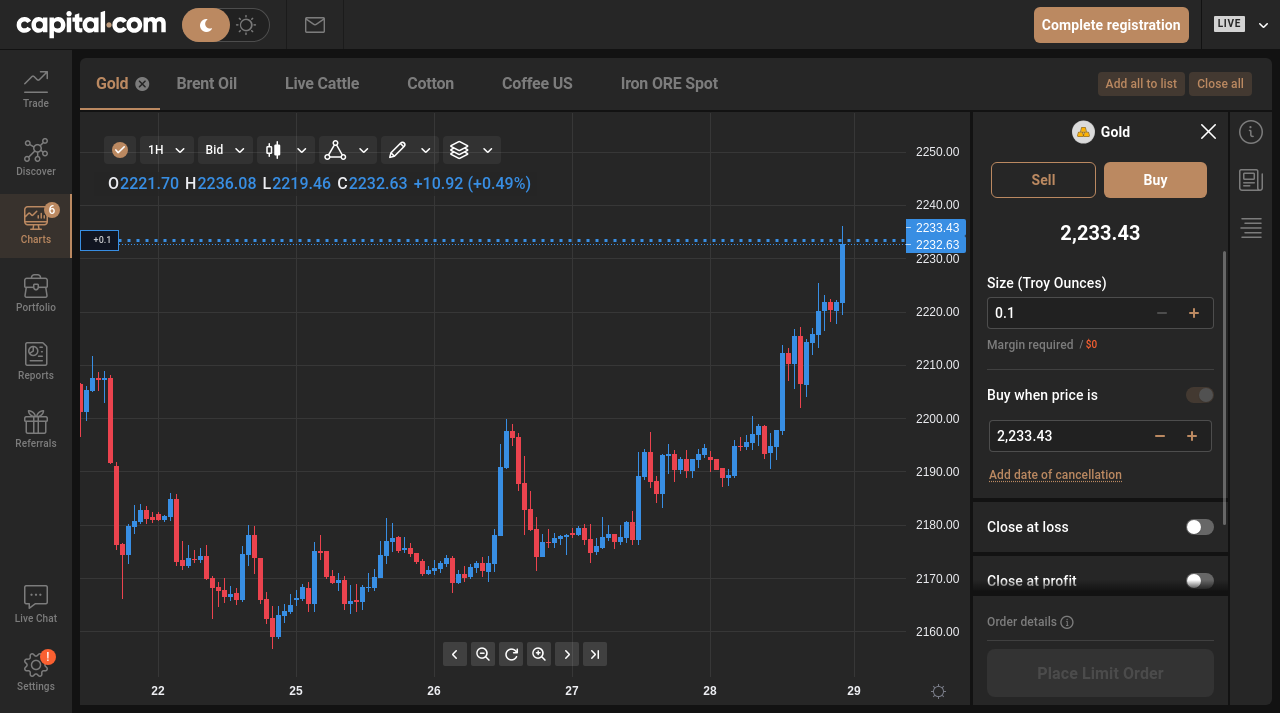 capital.com
Complete registration
LIVE
Trade
Discover
6
Charts
Portfolio
Reports
Referrals
Live Chat
!
Settings
Gold
Brent Oil
Live Cattle
Cotton
Coffee US
Iron ORE Spot
Add all to list
Close all
1H
Bid
O2221.70 H2236.08 L2219.46 C2232.63 +10.92 (+0.49%)
+0.1
2250.00
2240.00
2233.43
2232.63
2230.00
2220.00
2210.00
2200.00
2190.00
2180.00
2170.00
2160.00
22
25
26
27
28
29
Gold
Sell
Buy
2,233.43
Size (Troy Ounces)
0.1
Margin required / $0
Buy when price is
2,233.43
Add date of cancellation
Close at loss
Close at profit
Order details
Place Limit Order